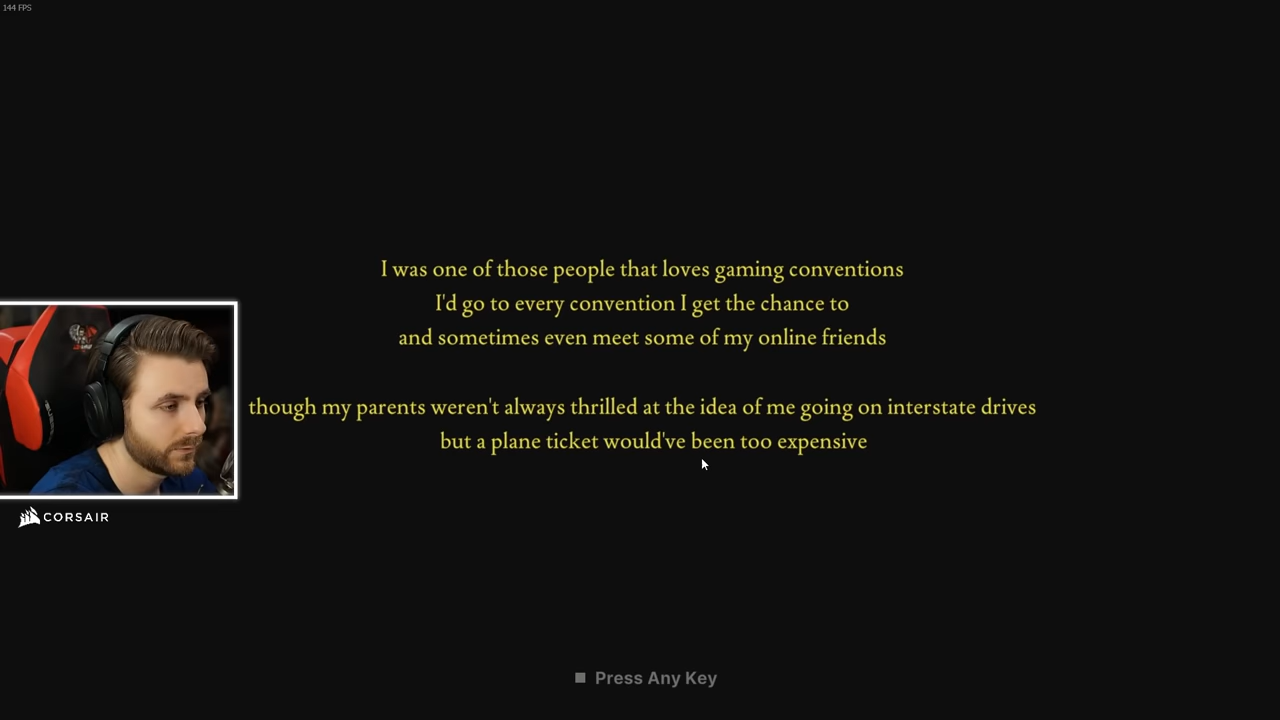 144 FPS
I was one of those people that loves gaming conventions
I'd go to every convention I get the chance to
and sometimes even meet some of my online friends
though my parents weren't always thrilled at the idea of me going on interstate drives
but a plane ticket would've been too expensive
CORSAIR
Press Any Key